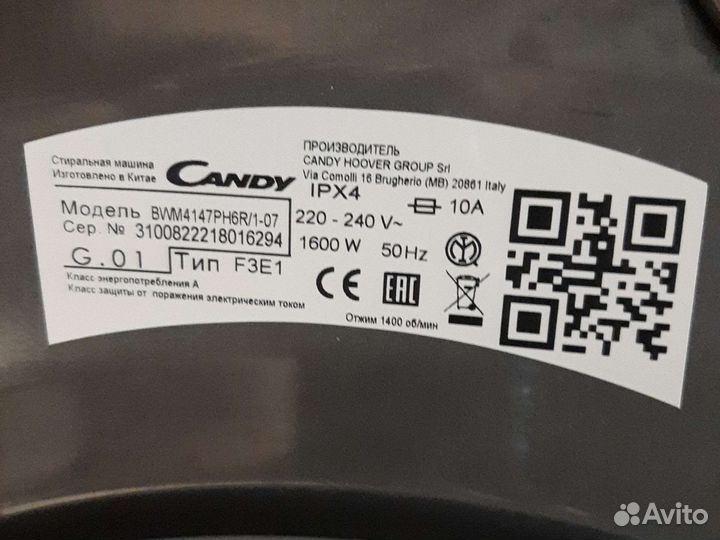 Стиральная машина
Изготовлено в Китае
CANDY
ПРОИЗВОДИТЕЛЬ
CANDY HOOVER GROUP Srl
Via Comolli 16 Brugherio (MB) 20861 Italy
IPX4
Модель BWM4147PH6R/1-07
Сер. № 3100822218016294
220 - 240 V~
10A
1600 W 50Hz
G.01
Тип F3E1
Класс энергопотребления А
Класс защиты от поражения электрическим током
CE
EAC
Отжим 1400 об/мин
Avito